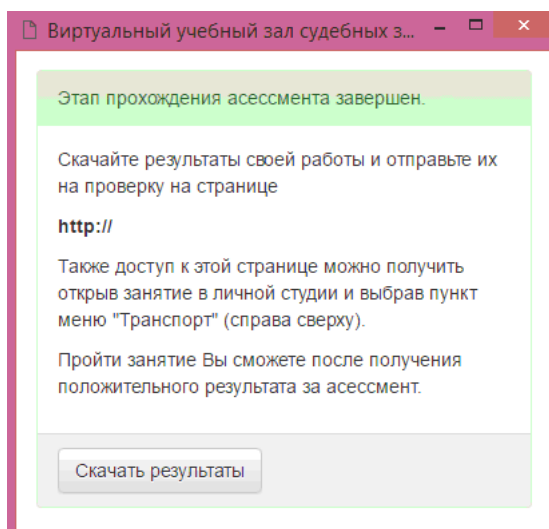 Виртуальный учебный зал судебных з...
Этап прохождения асессмента завершен.
Скачайте результаты своей работы и отправьте их
на проверку на странице
http://
Также доступ к этой странице можно получить
открыв занятие в личной студии и выбрав пункт
меню "Транспорт" (справа сверху).
Пройти занятие Вы сможете после получения
положительного результата за асессмент.
Скачать результаты